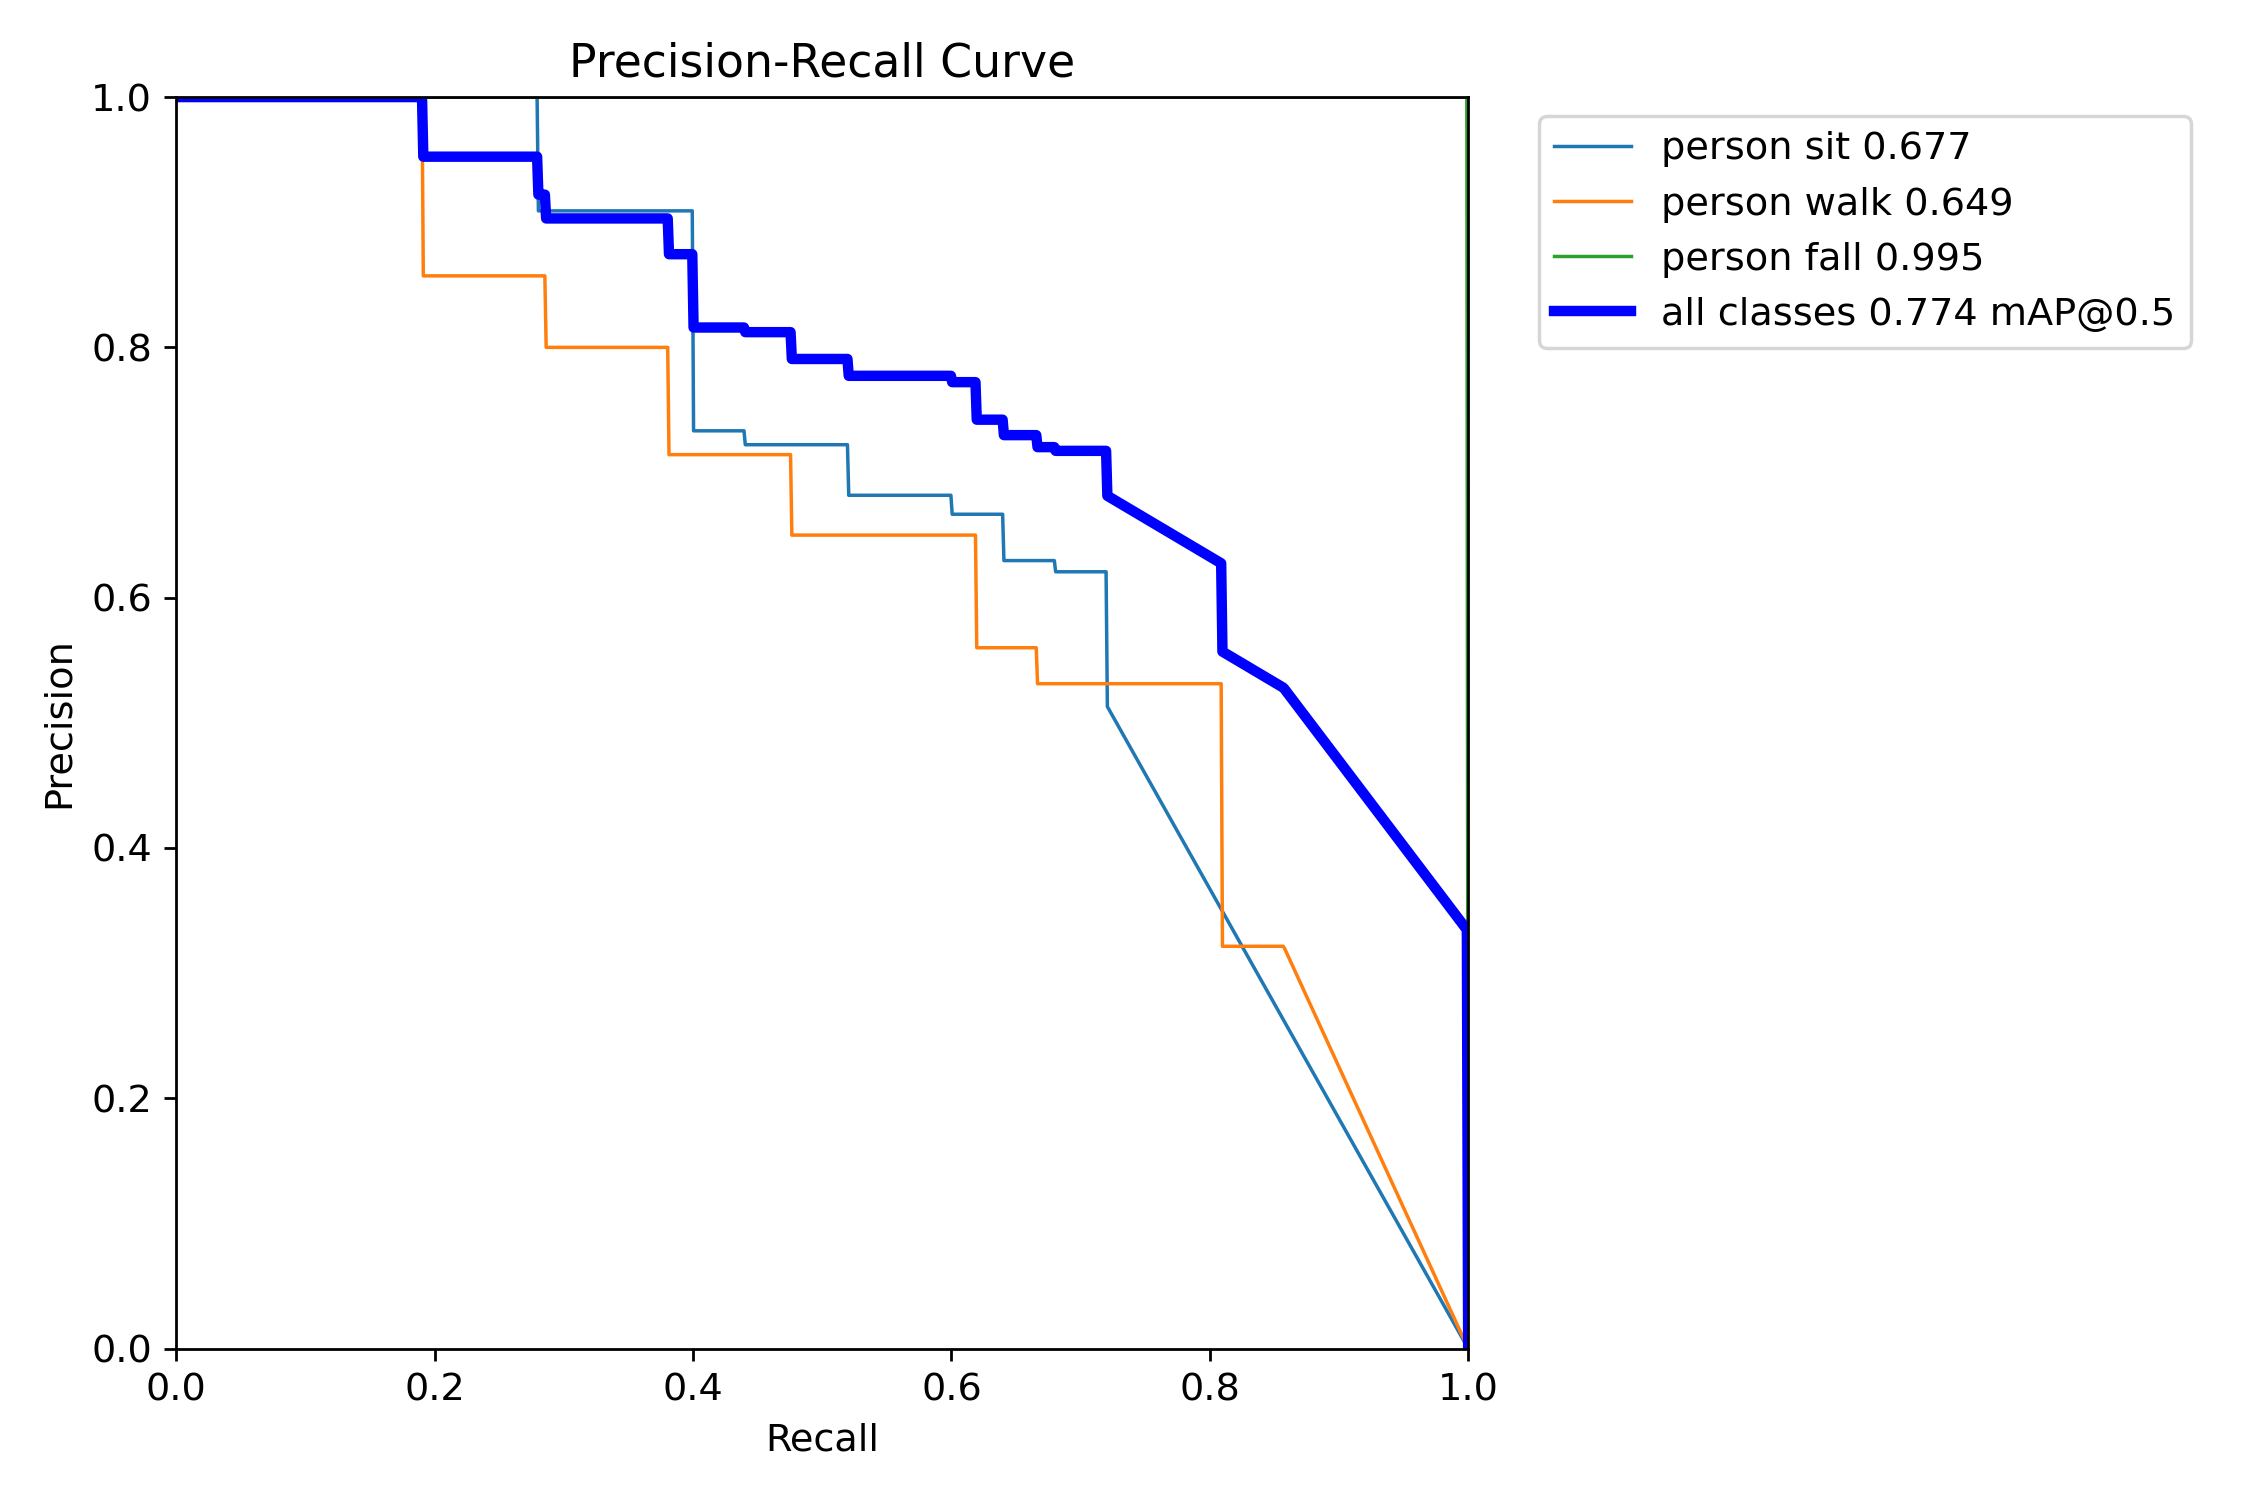 Precision-Recall Curve
1.0
0.8
0.6
0.4
0.2
0.0
Precision
0.0 0.2 0.4 0.6 0.8 1.0
Recall
person sit 0.677
person walk 0.649
person fall 0.995
all classes 0.774 mAP@0.5